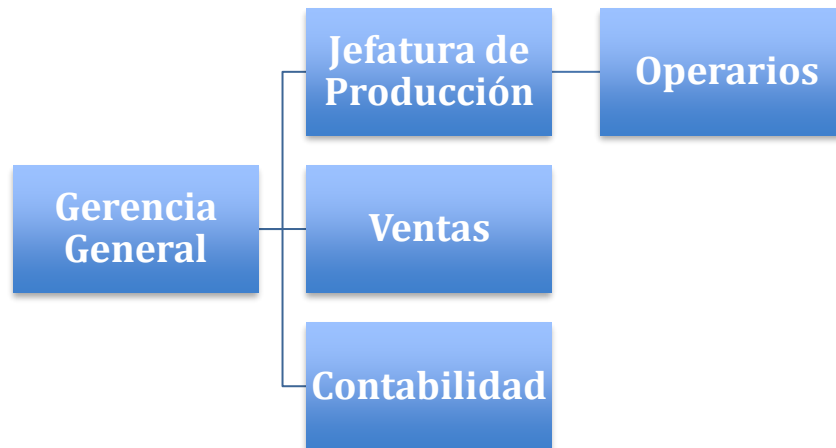 Jefatura de
Producción
Operarios
Gerencia
General
Ventas
Contabilidad